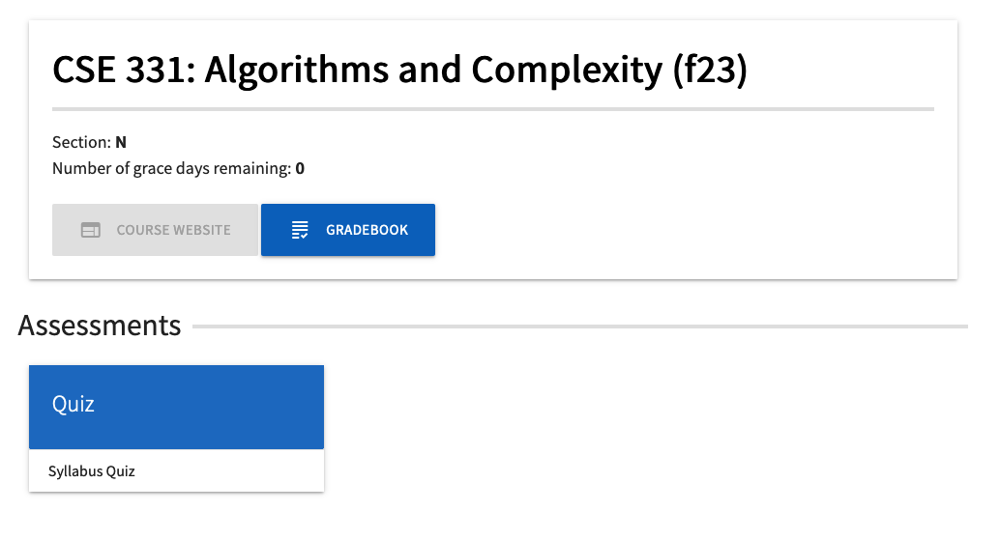 CSE 331: Algorithms and Complexity (f23)
Section: N
Number of grace days remaining: 0
COURSE WEBSITE GRADEBOOK
Assessments
Quiz
Syllabus Quiz